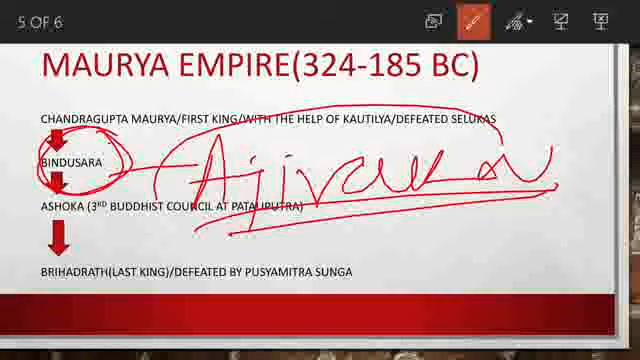 5 OF 6
MAURYA EMPIRE(324-185 BC)
CHANDRAGUPTA MAURYA/FIRST KING/WITH THE HELP OF KAUTILYA/DEFEATED SELUKAS
BINDUSARA
ASHOKA (3RD BUDDHIST COUNCIL AT PATALIPUTRA)
BRIHADRATH(LAST KING)/DEFEATED BY PUSYAMITRA SUNGA